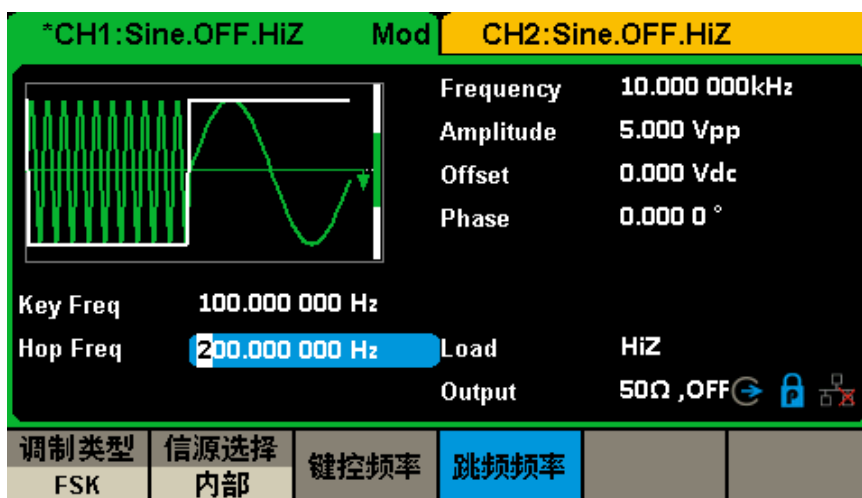 *CH1:Sine.OFF.HiZ Mod CH2:Sine.OFF.HiZ
Frequency 10.000 000kHz
Amplitude 5.000 Vpp
Offset 0.000 Vdc
Phase 0.000 0 °
Key Freq 100.000 000 Hz
Hop Freq 200.000 000 Hz Load HiZ
Output 50Ω ,OFF P
调制类型 信源选择 键控频率 跳频频率
FSK 内部